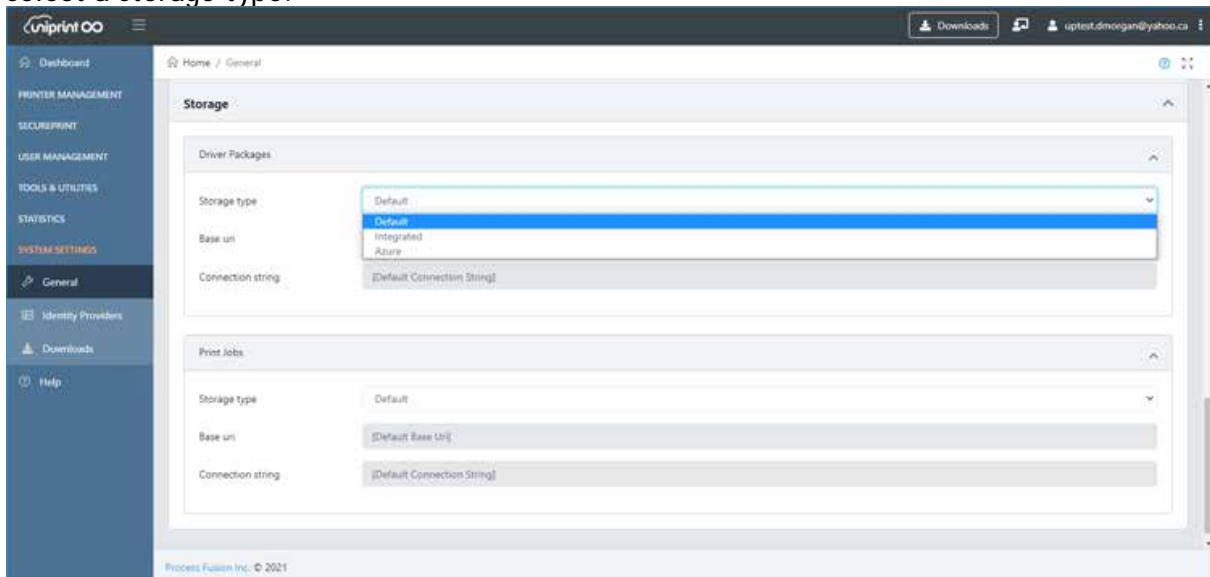 select a storage type.
uniprint
Downloads
uptest.dmorgan@yahoo.ca
Dashboard
Home / General
PRINTER MANAGEMENT
Storage
SECUREPRINT
USER MANAGEMENT
Driver Packages
TOOLS & UTILITIES
Storage type
Default
STATISTICS
Default
Base uri
Integrated
SYSTEM SETTINGS
Azure
General
Connection string
[Default Connection String]
Identity Providers
Downloads
Print Jobs
Help
Storage type
Default
Base uri
[Default Base Uri]
Connection string
[Default Connection String]
Process Fusion Inc. © 2021